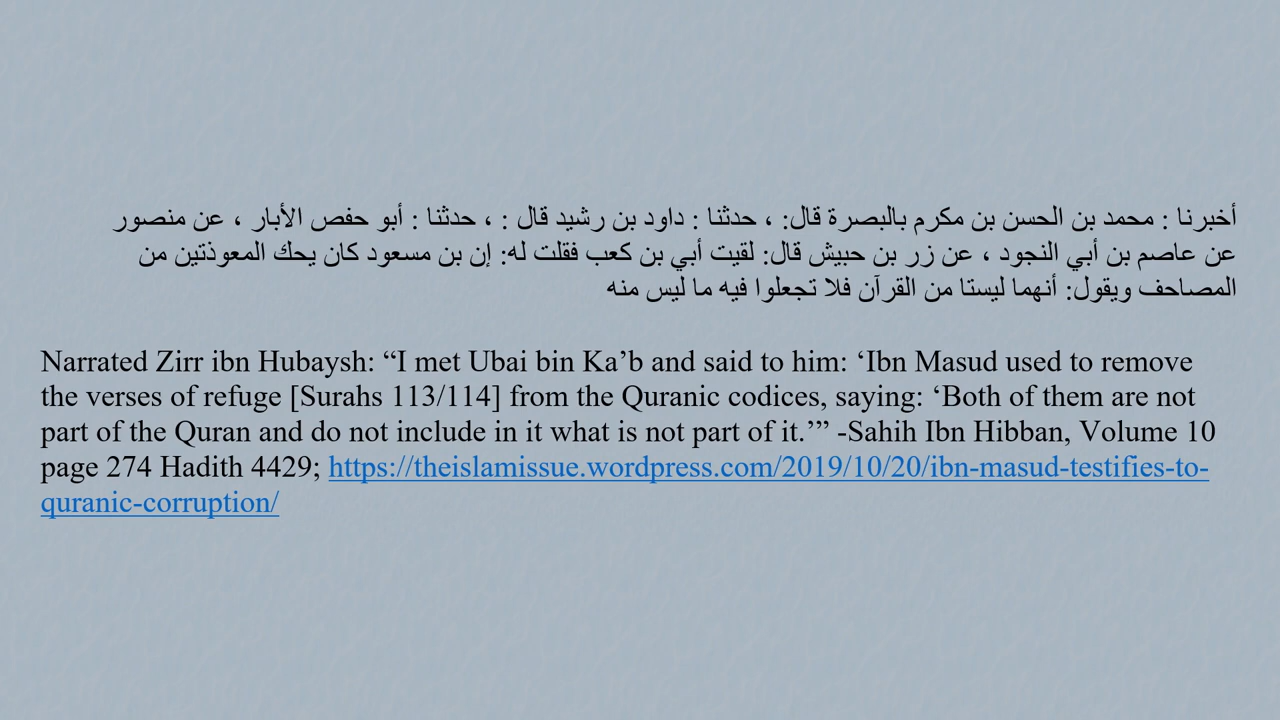 أخبرنا : محمد بن الحسن بن مكرم بالبصرة قال: ، حدثنا : داود بن رشيد قال : ، حدثنا : أبو حفص الأبار ، عن منصور
عن عاصم بن أبي النجود ، عن زر بن حبيش قال: لقيت أبي بن كعب فقلت له: إن بن مسعود كان يحك المعوذتين من
المصاحف ويقول: أنهما ليستا من القرآن فلا تجعلوا فيه ما ليس منه
Narrated Zirr ibn Hubaysh: “I met Ubai bin Ka’b and said to him: ‘Ibn Masud used to remove
the verses of refuge [Surahs 113/114] from the Quranic codices, saying: ‘Both of them are not
part of the Quran and do not include in it what is not part of it.’” -Sahih Ibn Hibban, Volume 10
page 274 Hadith 4429; https://theislamissue.wordpress.com/2019/10/20/ibn-masud-testifies-to-
quranic-corruption/